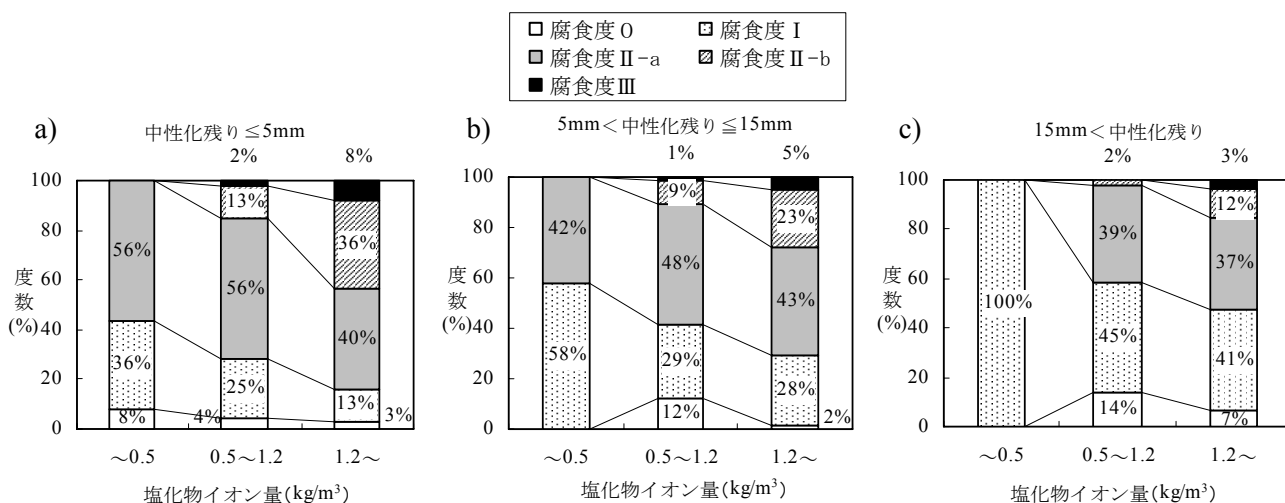 腐食度０ 腐食度Ⅰ
腐食度Ⅱ-a 腐食度Ⅱ-b
腐食度Ⅲ
a)
中性化残り≦5mm
2% 8%
100
80
60
40
20
0
度数(%)
56%
36%
8%
13%
56%
25%
4%
36%
40%
13%
3%
～0.5 0.5～1.2 1.2～
塩化物イオン量(kg/m³)
b)
5mm＜中性化残り≦15mm
1% 5%
100
80
60
40
20
0
度数(%)
42%
58%
9%
48%
29%
12%
23%
43%
28%
2%
～0.5 0.5～1.2 1.2～
塩化物イオン量(kg/m³)
c)
15mm＜中性化残り
2% 3%
100
80
60
40
20
0
度数(%)
100%
39%
45%
14%
12%
37%
41%
7%
～0.5 0.5～1.2 1.2～
塩化物イオン量(kg/m³)